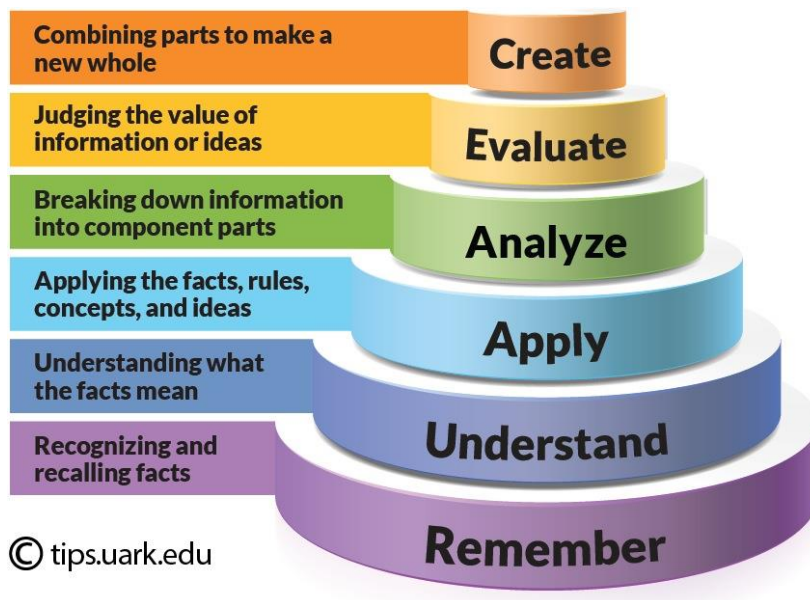 Combining parts to make a
new whole
Create
Judging the value of
information or ideas
Evaluate
Breaking down information
into component parts
Analyze
Applying the facts, rules,
concepts, and ideas
Apply
Understanding what
the facts mean
Understand
Recognizing and
recalling facts
Remember
© tips.uark.edu